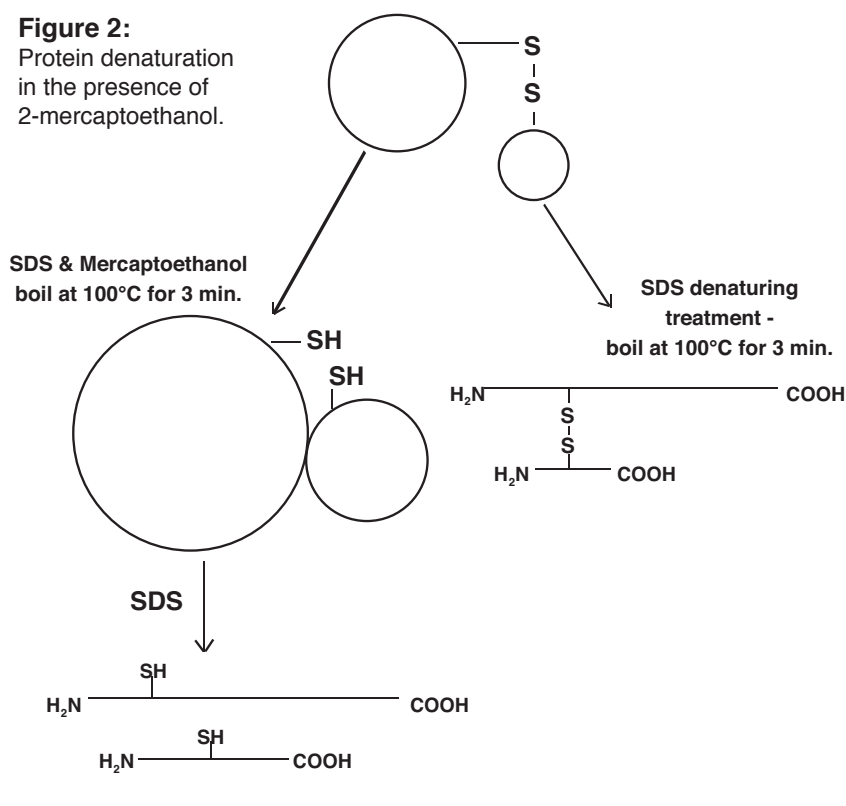 Figure 2:
Protein denaturation
in the presence of
2-mercaptoethanol.
S
S
SDS & Mercaptoethanol
boil at 100°C for 3 min.
SDS denaturing
treatment -
boil at 100°C for 3 min.
SH
SH
H₂N COOH
S
S
H₂N COOH
SDS
SH
H₂N COOH
SH
H₂N COOH